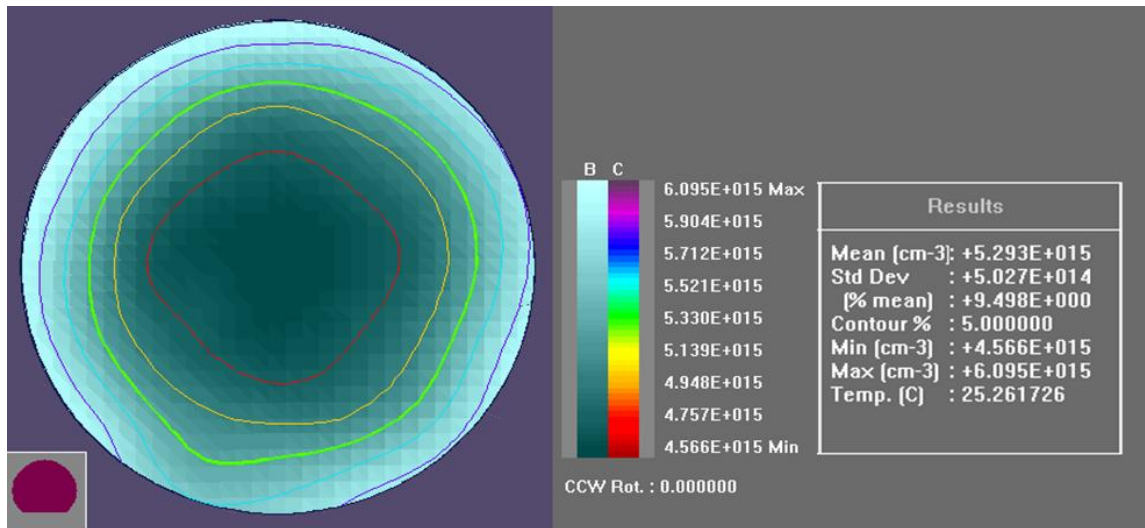 B C
6.095E+015 Max
5.904E+015
5.712E+015
5.521E+015
5.330E+015
5.139E+015
4.948E+015
4.757E+015
4.566E+015 Min
CCW Rot. : 0.000000
Results
Mean (cm-3): +5.293E+015
Std Dev : +5.027E+014
(% mean) : +9.498E+000
Contour % : 5.000000
Min (cm-3) : +4.566E+015
Max (cm-3) : +6.095E+015
Temp. (C) : 25.261726